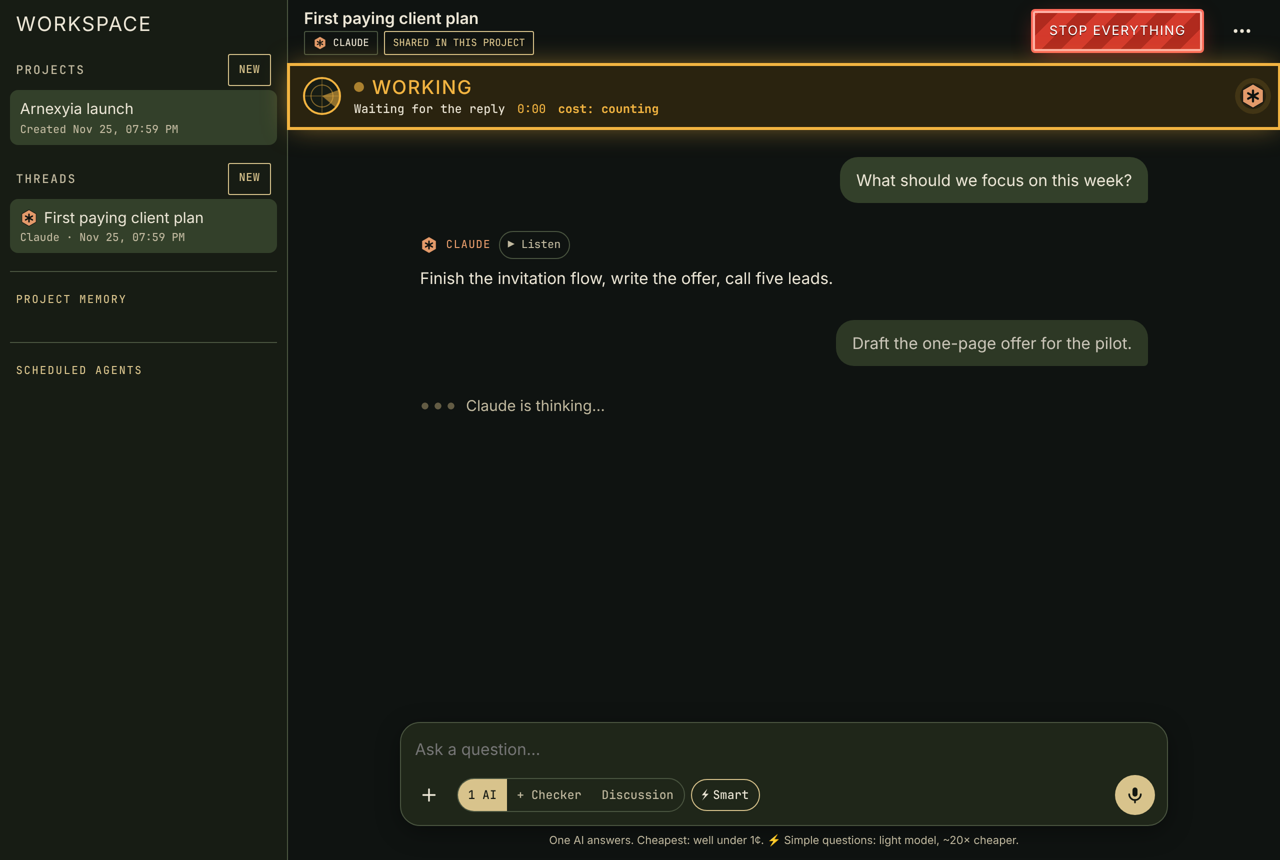 WORKSPACE
PROJECTS
NEW
Arnexyia launch
Created Nov 25, 07:59 PM
THREADS
NEW
First paying client plan
Claude · Nov 25, 07:59 PM
PROJECT MEMORY
SCHEDULED AGENTS
First paying client plan
CLAUDE
SHARED IN THIS PROJECT
STOP EVERYTHING
WORKING
Waiting for the reply 0:00 cost: counting
What should we focus on this week?
CLAUDE
Listen
Finish the invitation flow, write the offer, call five leads.
Draft the one-page offer for the pilot.
Claude is thinking...
Ask a question...
1 AI
+ Checker
Discussion
⚡ Smart
One AI answers. Cheapest: well under 1¢. ⚡ Simple questions: light model, ~20× cheaper.